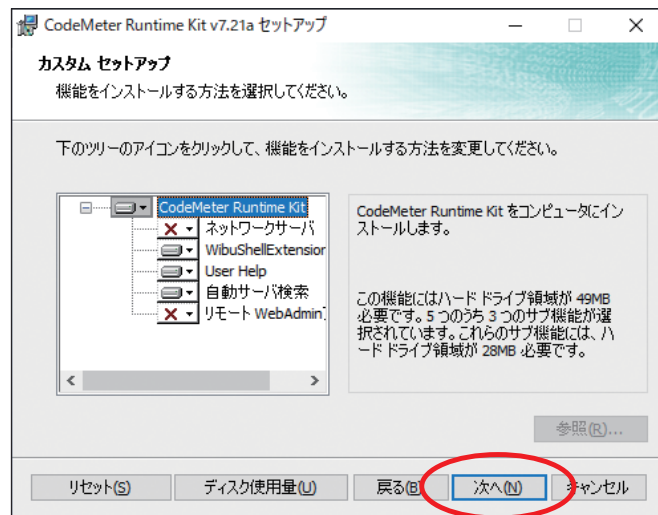 CodeMeter Runtime Kit v7.21a セットアップ
カスタム セットアップ
機能をインストールする方法を選択してください。
下のツリーのアイコンをクリックして、機能をインストールする方法を変更してください。
CodeMeter Runtime Kit
ネットワークサーバ
WibuShellExtension
User Help
自動サーバ検索
リモート WebAdmin
CodeMeter Runtime Kit をコンピュータにイン
ストールします。
この機能にはハード ドライブ領域が 49MB
必要です。5 つのうち 3 つのサブ機能が選
択されています。これらのサブ機能には、ハ
ード ドライブ領域が 28MB 必要です。
参照(R)...
リセット(S)
ディスク使用量(U)
戻る(B)
次へ(N)
キャンセル